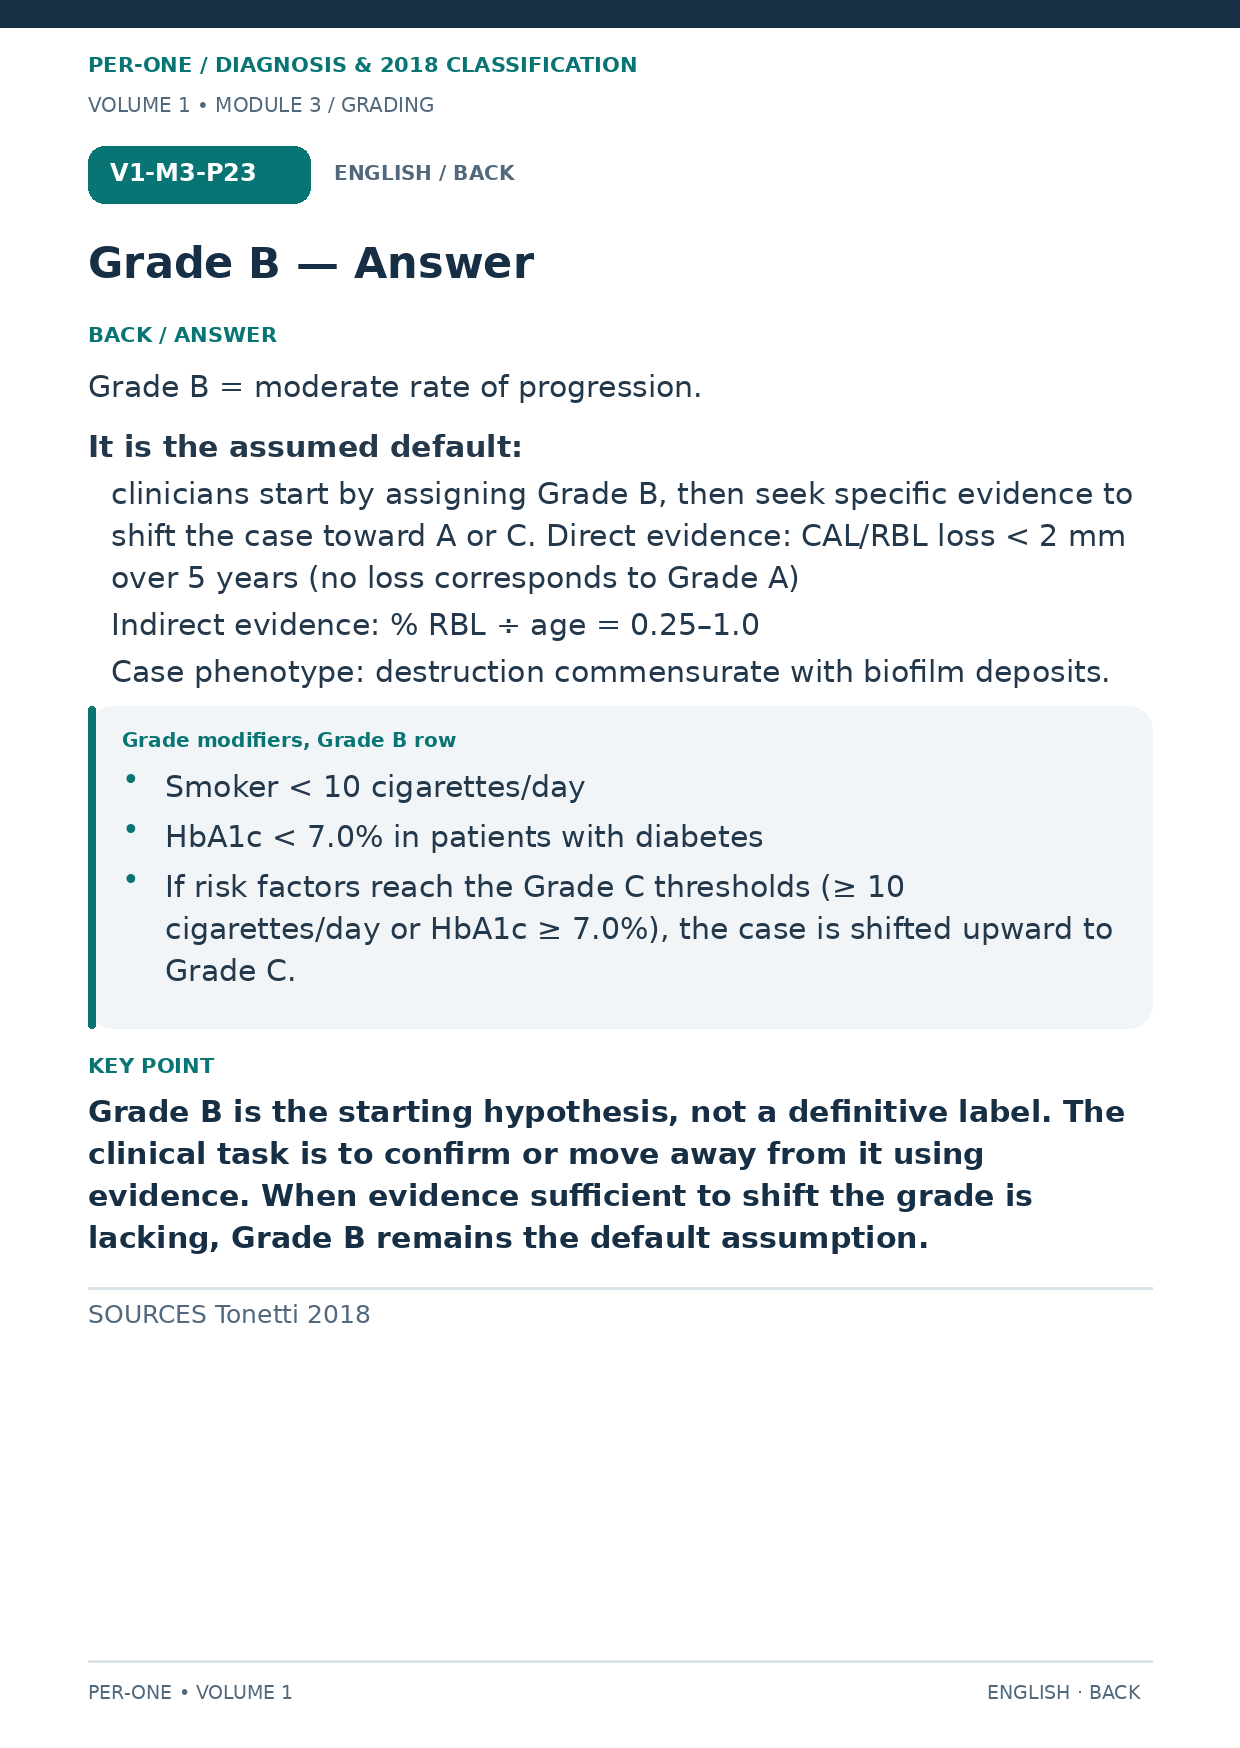 PER-ONE / DIAGNOSIS & 2018 CLASSIFICATION
VOLUME 1 • MODULE 3 / GRADING
V1-M3-P23
ENGLISH / BACK
Grade B — Answer
BACK / ANSWER
Grade B = moderate rate of progression.
It is the assumed default:
clinicians start by assigning Grade B, then seek specific evidence to
shift the case toward A or C. Direct evidence: CAL/RBL loss < 2 mm
over 5 years (no loss corresponds to Grade A)
Indirect evidence: % RBL ÷ age = 0.25–1.0
Case phenotype: destruction commensurate with biofilm deposits.
Grade modifiers, Grade B row
• Smoker < 10 cigarettes/day
• HbA1c < 7.0% in patients with diabetes
• If risk factors reach the Grade C thresholds (≥ 10
cigarettes/day or HbA1c ≥ 7.0%), the case is shifted upward to
Grade C.
KEY POINT
Grade B is the starting hypothesis, not a definitive label. The
clinical task is to confirm or move away from it using
evidence. When evidence sufficient to shift the grade is
lacking, Grade B remains the default assumption.
SOURCES Tonetti 2018
PER-ONE • VOLUME 1
ENGLISH · BACK